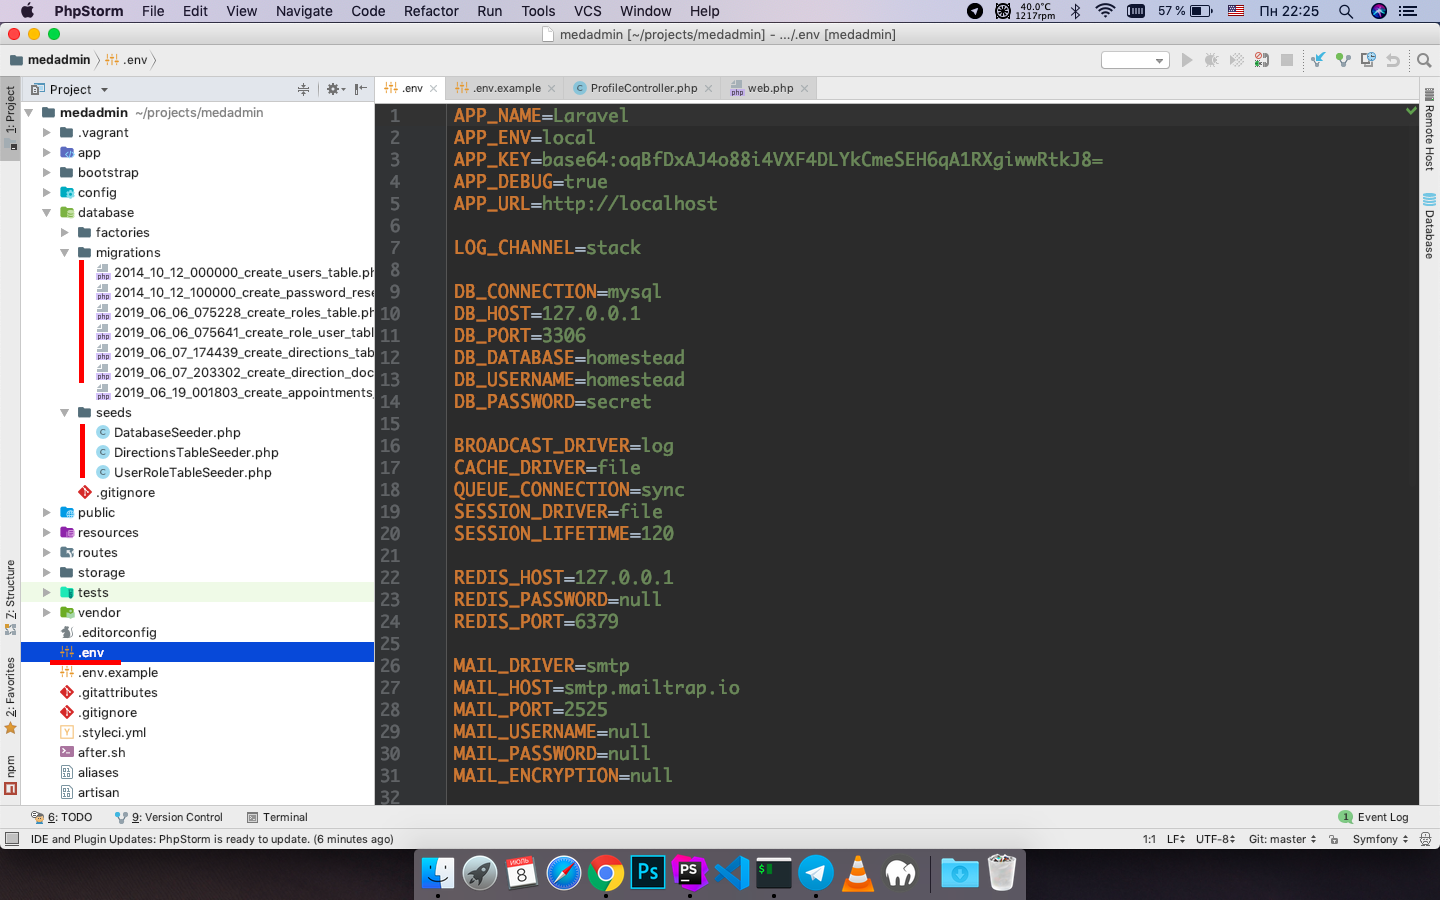 PhpStorm File Edit View Navigate Code Refactor Run Tools VCS Window Help 40.0°C 1217rpm 57 % Пн 22:25
medadmin [~/projects/medadmin] - .../.env [medadmin]
medadmin .env
Project
.env .env.example ProfileController.php web.php
1: Project
Z: Structure
2: Favorites
npm
medadmin ~/projects/medadmin
.vagrant
app
bootstrap
config
database
factories
migrations
2014_10_12_000000_create_users_table.ph
2014_10_12_100000_create_password_rese
2019_06_06_075228_create_roles_table.ph
2019_06_06_075641_create_role_user_tabl
2019_06_07_174439_create_directions_tab
2019_06_07_203302_create_direction_doc
2019_06_19_001803_create_appointments_
seeds
DatabaseSeeder.php
DirectionsTableSeeder.php
UserRoleTableSeeder.php
.gitignore
public
resources
routes
storage
tests
vendor
.editorconfig
.env
.env.example
.gitattributes
.gitignore
.styleci.yml
after.sh
aliases
artisan
1 APP_NAME=Laravel
2 APP_ENV=local
3 APP_KEY=base64:oqBfDxAJ4o88i4VXF4DLYkCmeSEH6qA1RXgiwwRtkJ8=
4 APP_DEBUG=true
5 APP_URL=http://localhost
6
7 LOG_CHANNEL=stack
8
9 DB_CONNECTION=mysql
10 DB_HOST=127.0.0.1
11 DB_PORT=3306
12 DB_DATABASE=homestead
13 DB_USERNAME=homestead
14 DB_PASSWORD=secret
15
16 BROADCAST_DRIVER=log
17 CACHE_DRIVER=file
18 QUEUE_CONNECTION=sync
19 SESSION_DRIVER=file
20 SESSION_LIFETIME=120
21
22 REDIS_HOST=127.0.0.1
23 REDIS_PASSWORD=null
24 REDIS_PORT=6379
25
26 MAIL_DRIVER=smtp
27 MAIL_HOST=smtp.mailtrap.io
28 MAIL_PORT=2525
29 MAIL_USERNAME=null
30 MAIL_PASSWORD=null
31 MAIL_ENCRYPTION=null
32
Remote Host
Database
6: TODO 9: Version Control Terminal 1 Event Log
IDE and Plugin Updates: PhpStorm is ready to update. (6 minutes ago) 1:1 LF UTF-8 Git: master Symfony
ИЮЛЬ
8
Ps
PS